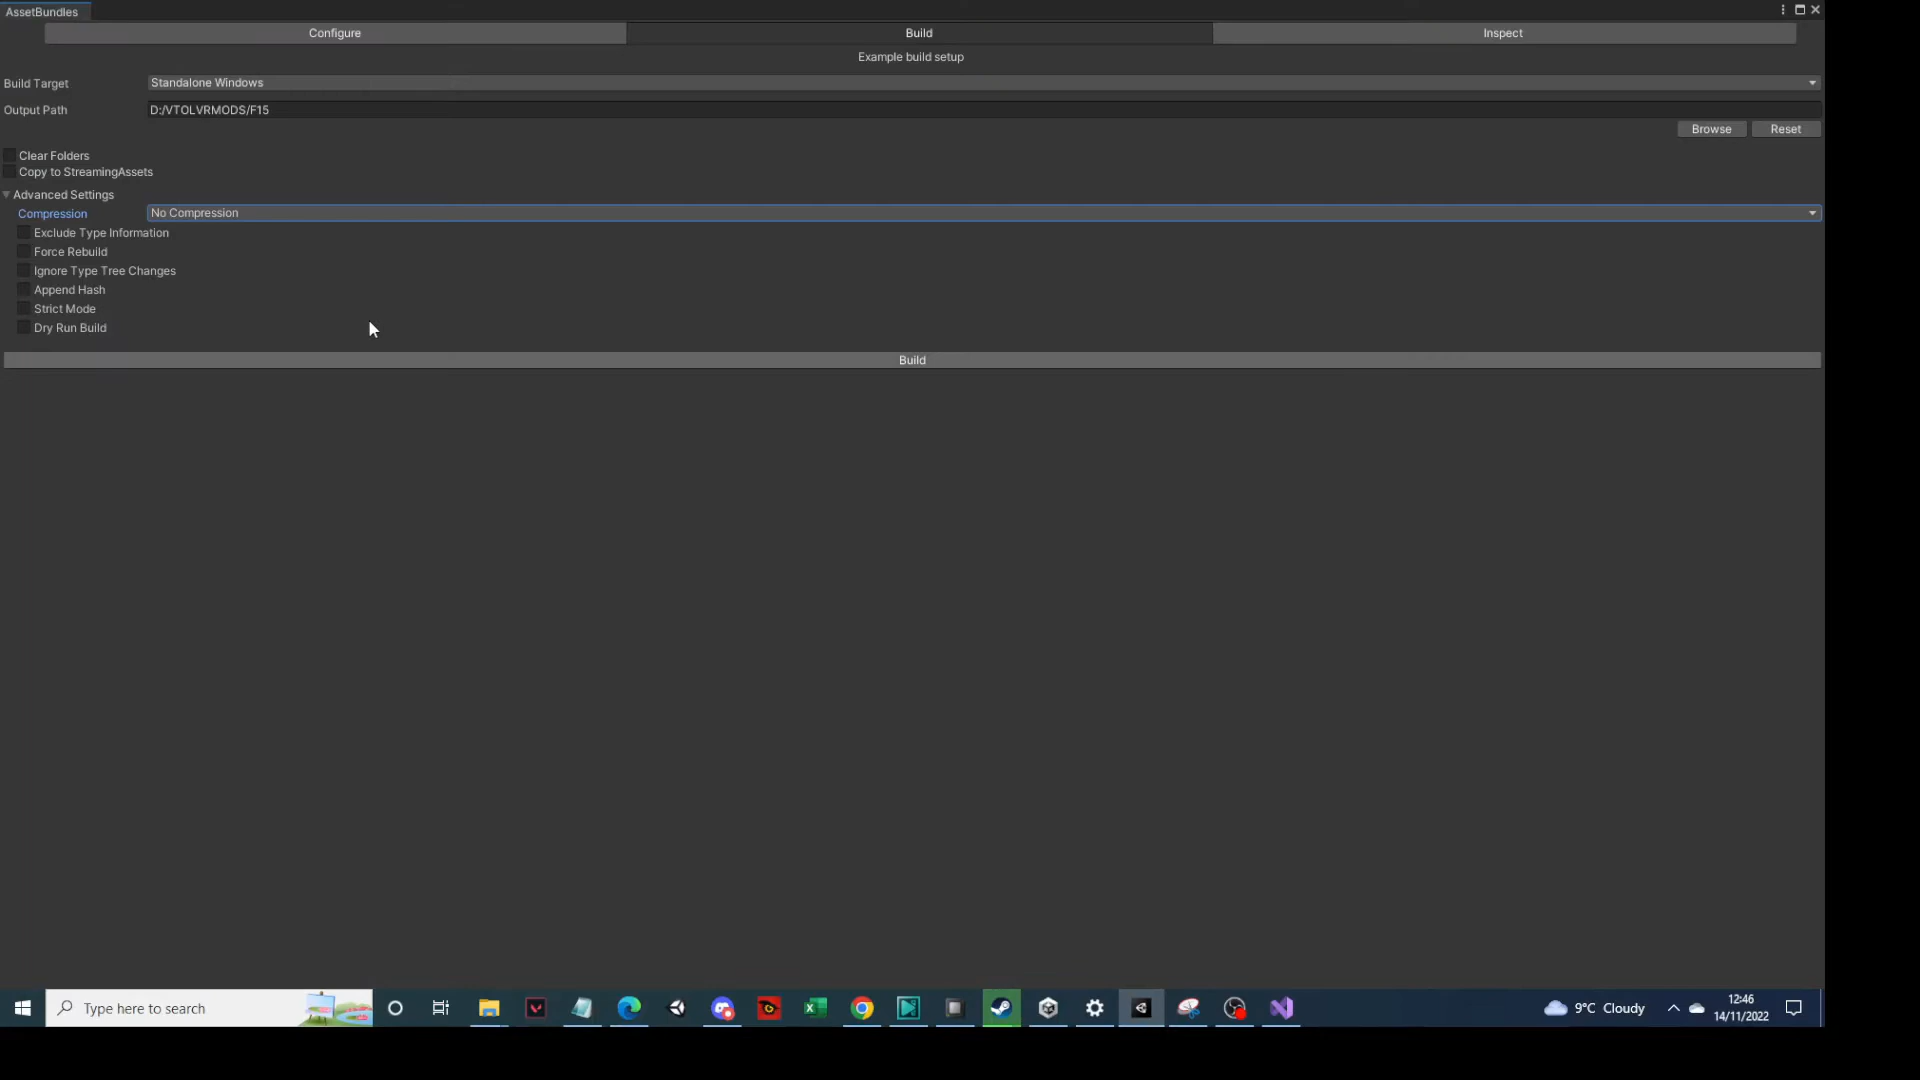 AssetBundles
Configure
Build
Inspect
Example build setup
Build Target
Standalone Windows
Output Path
D:/VTOLVRMODS/F15
Browse
Reset
Clear Folders
Copy to StreamingAssets
Advanced Settings
Compression
No Compression
Exclude Type Information
Force Rebuild
Ignore Type Tree Changes
Append Hash
Strict Mode
Dry Run Build
Build
Type here to search
9°C Cloudy
12:46
14/11/2022